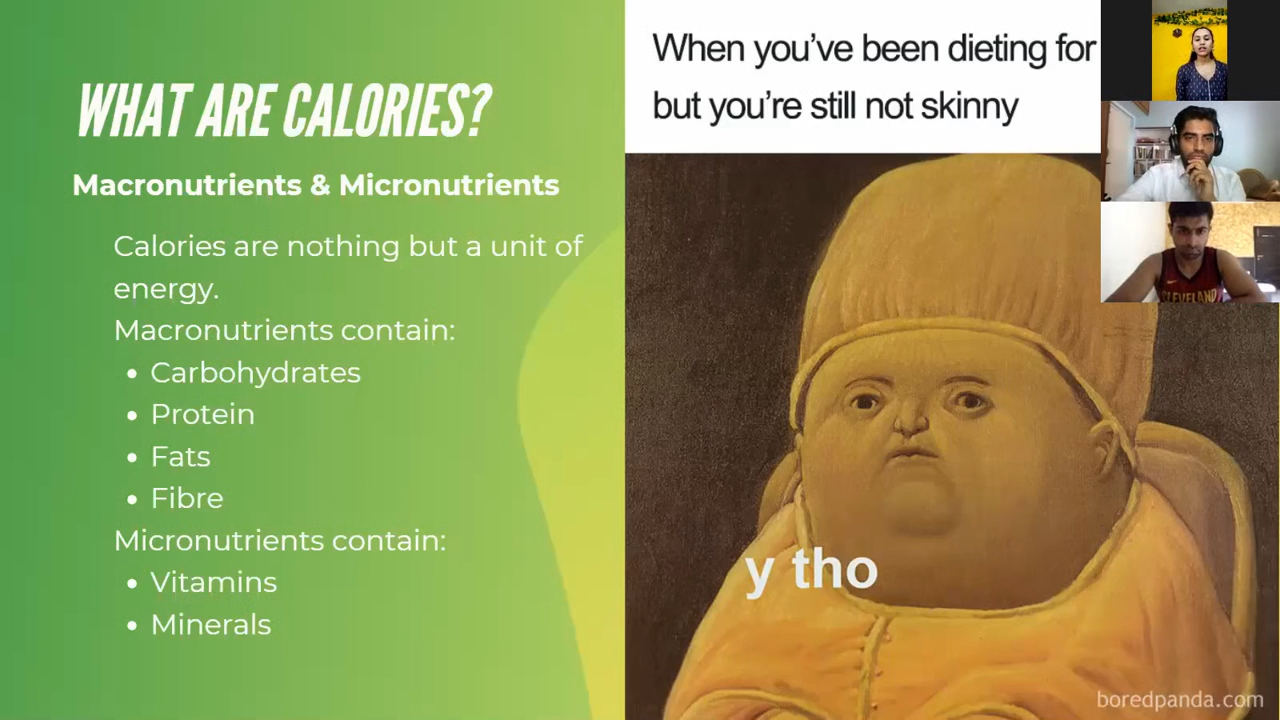 WHAT ARE CALORIES?
Macronutrients & Micronutrients
Calories are nothing but a unit of
energy.
Macronutrients contain:
Carbohydrates
Protein
Fats
Fibre
Micronutrients contain:
Vitamins
Minerals
When you've been dieting for
but you're still not skinny
y tho
boredpanda.com
CLEVELAND